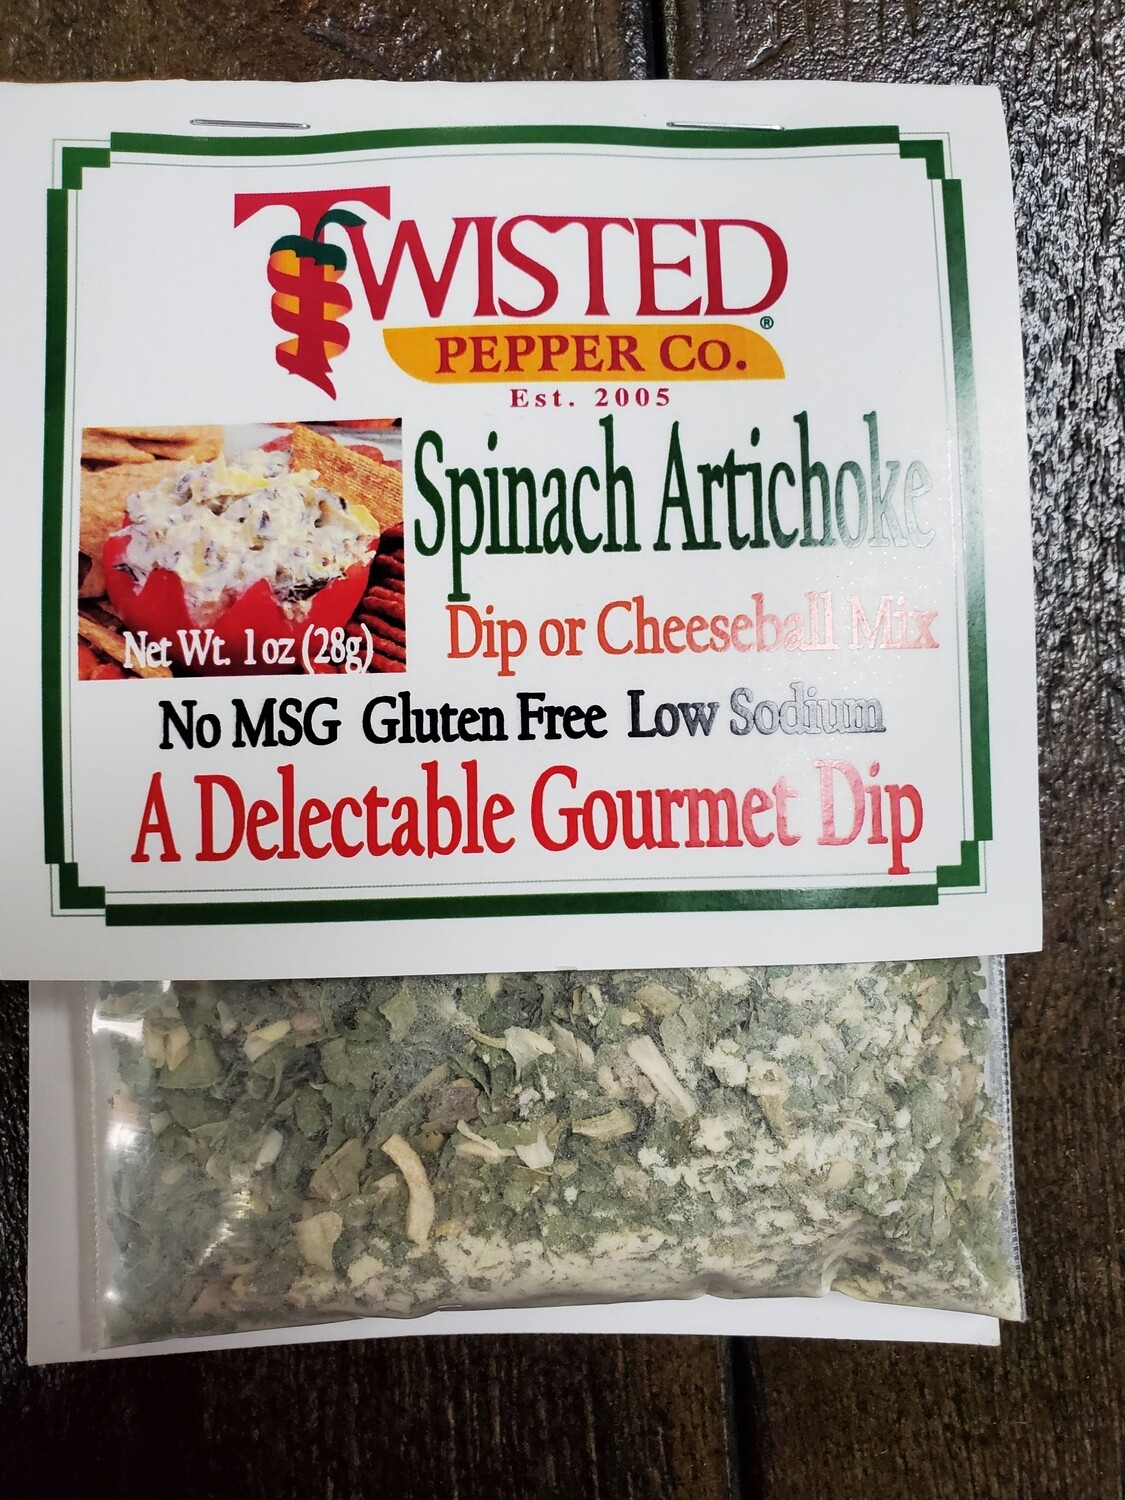 TWISTED
PEPPER CO.
®
Est. 2005
Spinach Artichoke
Dip or Cheeseball Mix
Net Wt. 1 oz (28g)
No MSG Gluten Free Low Sodium
A Delectable Gourmet Dip